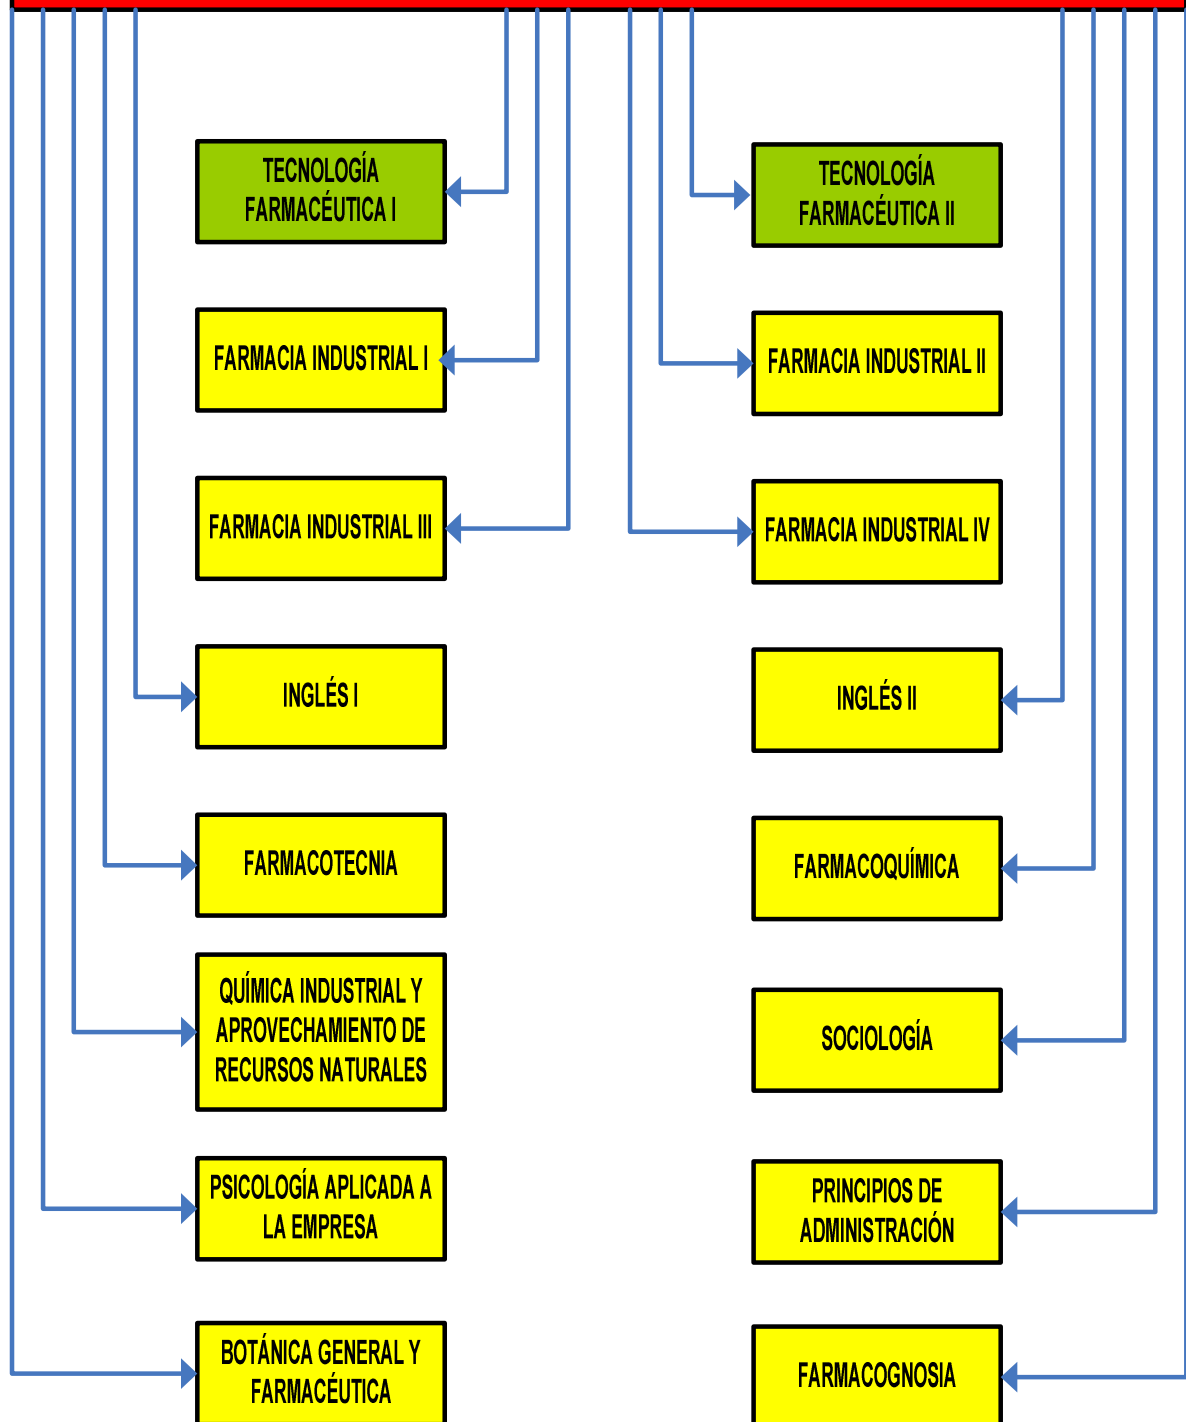 TECNOLOGÍA
FARMACÉUTICA I
TECNOLOGÍA
FARMACÉUTICA II
FARMACIA INDUSTRIAL I
FARMACIA INDUSTRIAL II
FARMACIA INDUSTRIAL III
FARMACIA INDUSTRIAL IV
INGLÉS I
INGLÉS II
FARMACOTECNIA
FARMACOQUÍMICA
QUÍMICA INDUSTRIAL Y
APROVECHAMIENTO DE
RECURSOS NATURALES
SOCIOLOGÍA
PSICOLOGÍA APLICADA A
LA EMPRESA
PRINCIPIOS DE
ADMINISTRACIÓN
BOTÁNICA GENERAL Y
FARMACÉUTICA
FARMACOGNOSIA